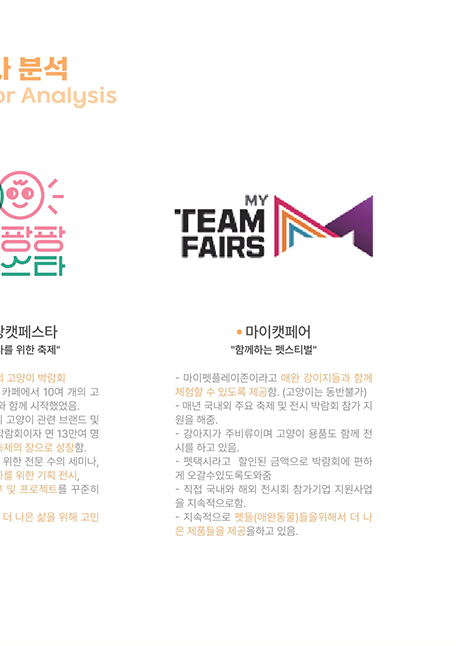 사 분석
or Analysis
팡팡
스타
MY
TEAM
FAIRS
캣페스타
를 위한 축제"
고양이 박람회
카페에서 10여 개의 고
와 함께 시작했었음.
고양이 관련 브랜드 및
박람회이자 연 13만여 명
축제의 장으로 성장함.
위한 전문 수의 세미나,
를 위한 기획 전시,
및 프로젝트를 꾸준히
더 나은 삶을 위해 고민
• 마이캣페어
"함께하는 펫스티벌"
- 마이펫플레이존이라고 애완 강이지들과 함께
체험할 수 있도록 제공함. (고양이는 동반불가)
- 매년 국내외 주요 축제 및 전시 박람회 참가 지
원을 해줌.
- 강아지가 주비류이며 고양이 용품도 함께 전
시를 하고 있음.
- 펫택시라고 할인된 금액으로 박람회에 편하
게 오갈수있도록도와줌
- 직접 국내와 해외 전시회 참가기업 지원사업
을 지속적으로함.
- 지속적으로 펫들(애완동물)들을위해서 더 나
은 제품들을 제공을하고 있음.